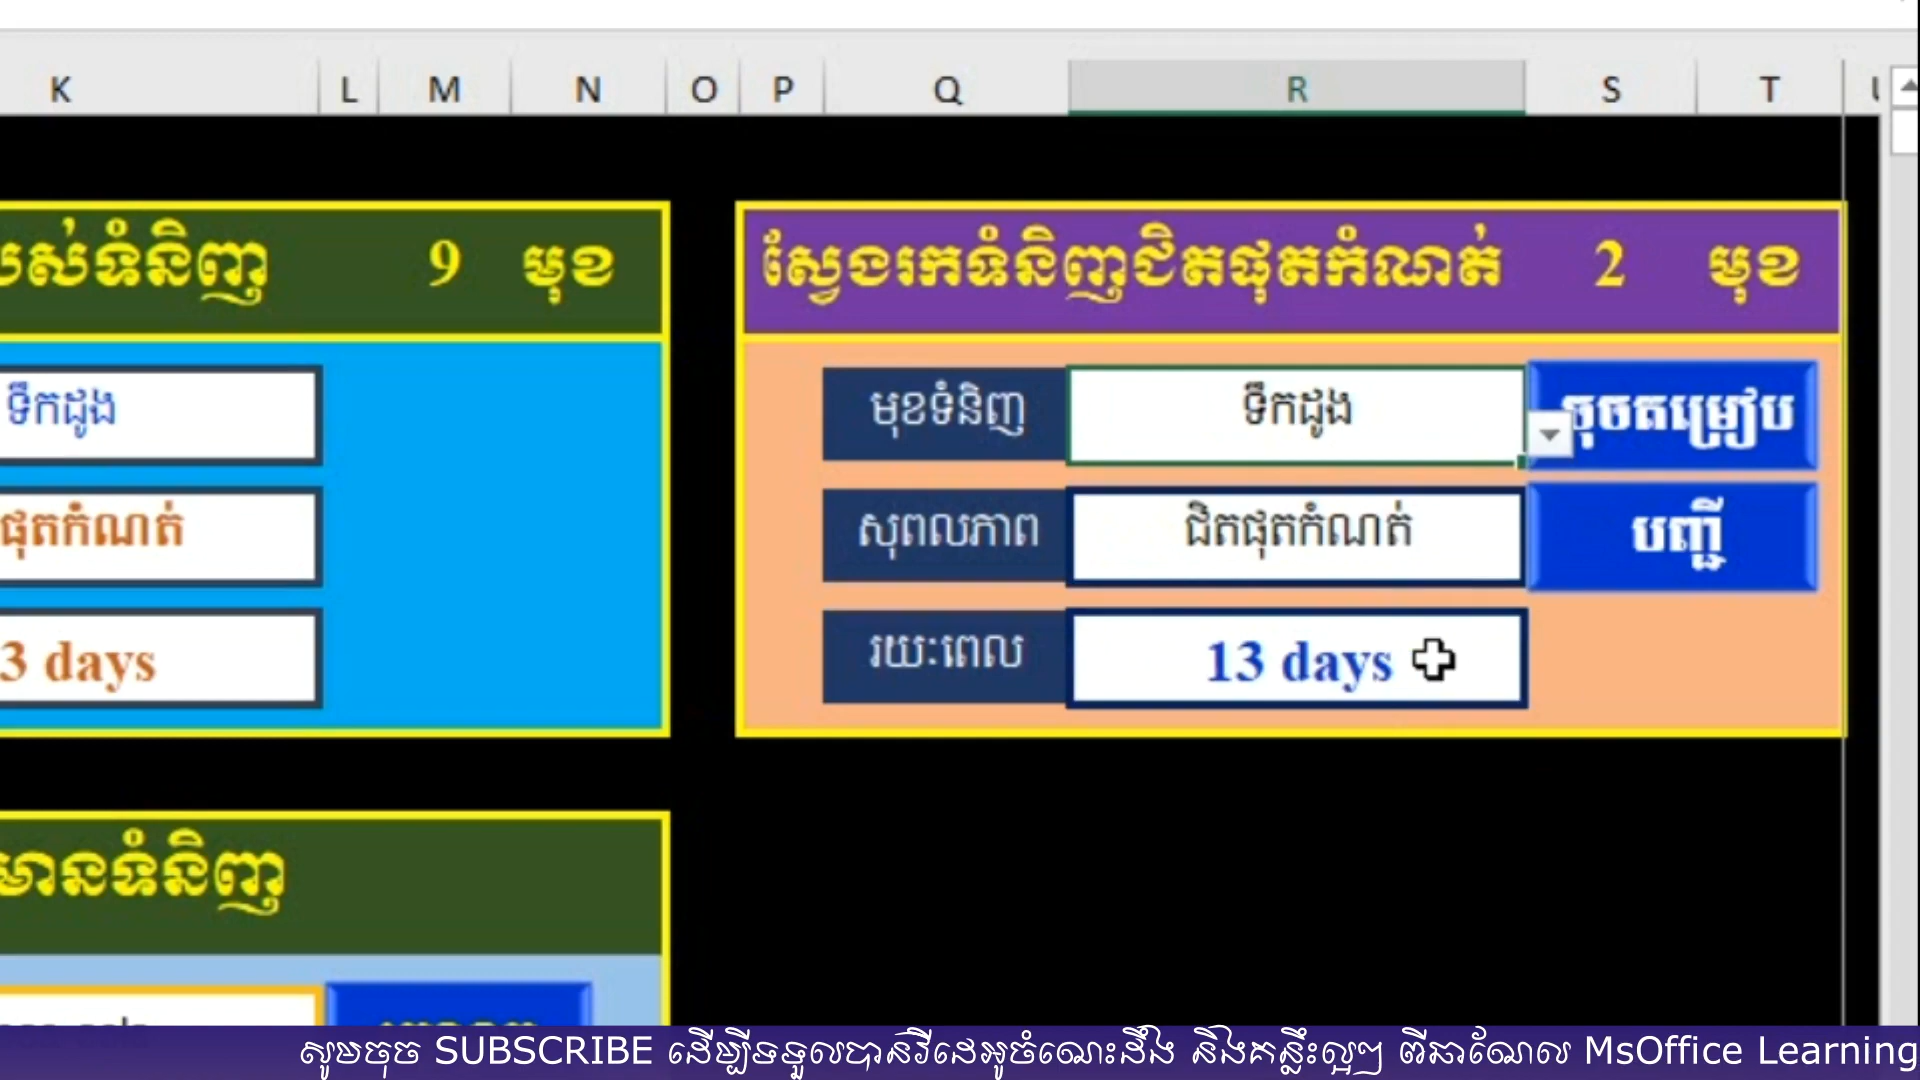 K L M N O P Q R S T
ទំនិញ 9 មុខ
ស្វែងរកទំនិញជិតផុតកំណត់ 2 មុខ
ទឹកដូង
មុខទំនិញ ទឹកដូង ចុចតម្រៀប
ផុតកំណត់
សុពលភាព ជិតផុតកំណត់ បញ្ជី
3 days
រយៈពេល 13 days
មានទំនិញ
សូមចុច SUBSCRIBE ដើម្បីទទួលបានវីដេអូចំណេះដឹង និងគន្លឹះល្អៗ ពីឆាណែល MsOffice Learning